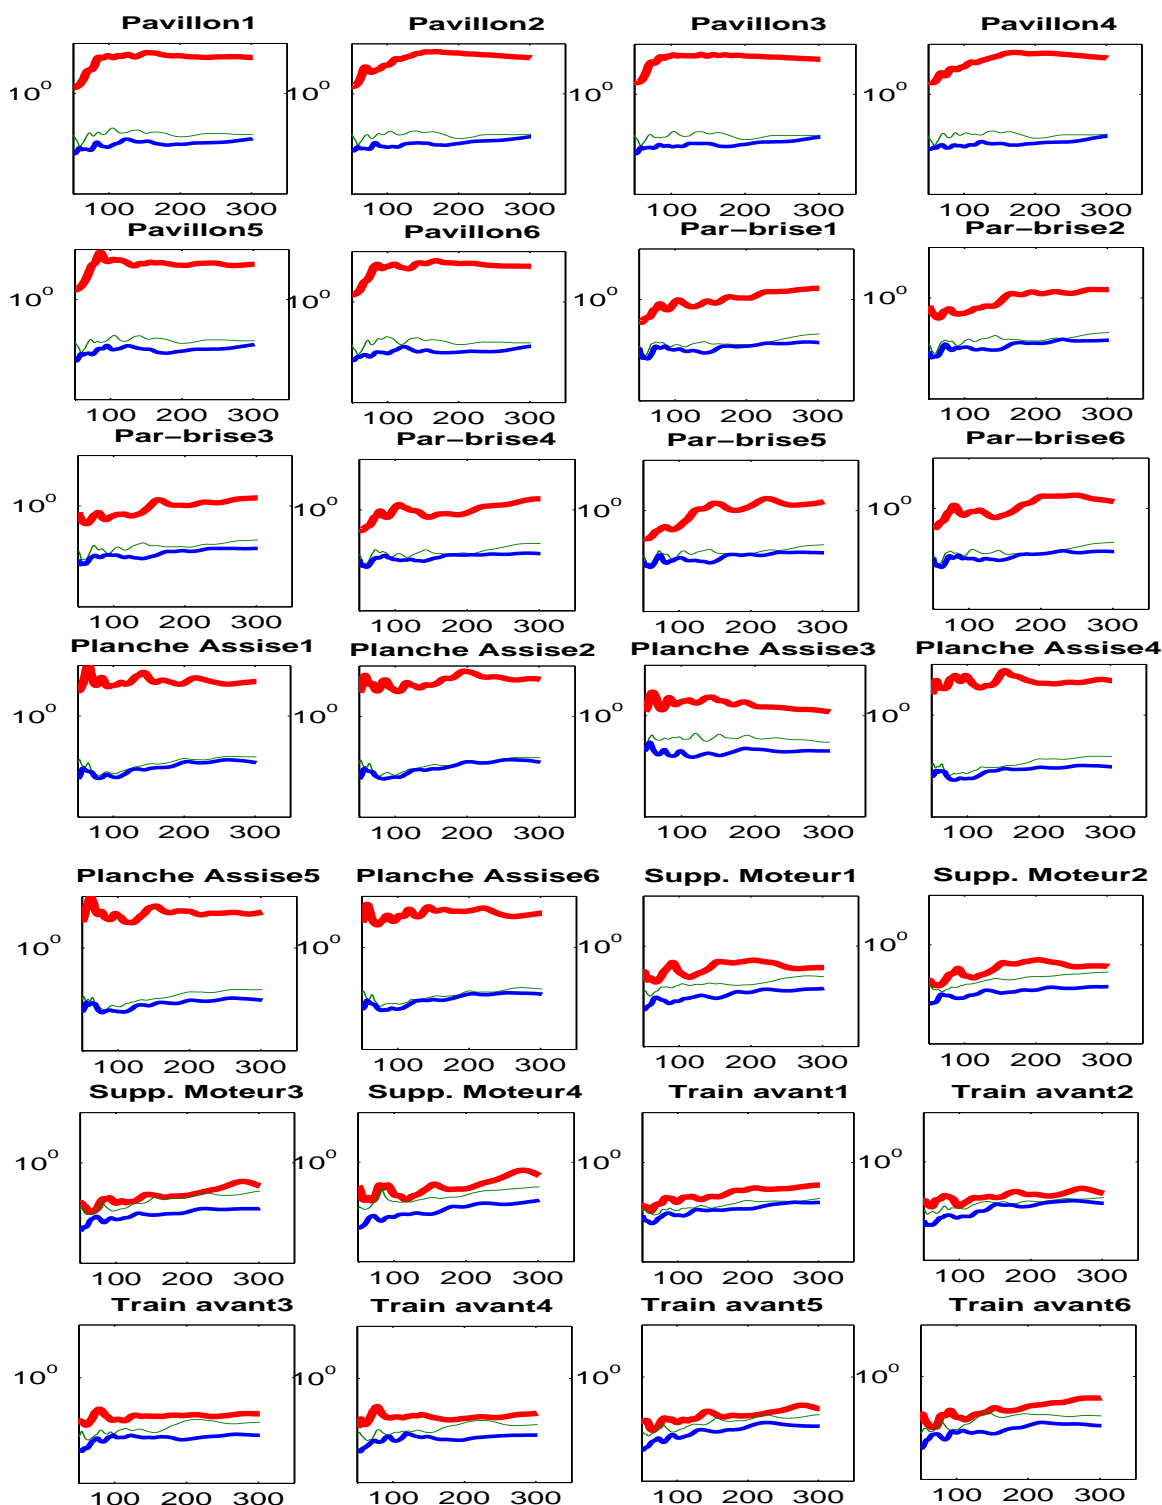 Pavillon1 Pavillon2 Pavillon3 Pavillon4
10⁰ 10⁰ 10⁰ 10⁰
100 200 300 100 200 300 100 200 300 100 200 300
Pavillon5 Pavillon6 Par-brise1 Par-brise2
10⁰ 10⁰ 10⁰ 10⁰
100 200 300 100 200 300 100 200 300 100 200 300
Par-brise3 Par-brise4 Par-brise5 Par-brise6
10⁰ 10⁰ 10⁰ 10⁰
100 200 300 100 200 300 100 200 300 100 200 300
Planche Assise1 Planche Assise2 Planche Assise3 Planche Assise4
10⁰ 10⁰ 10⁰ 10⁰
100 200 300 100 200 300 100 200 300 100 200 300
Planche Assise5 Planche Assise6 Supp. Moteur1 Supp. Moteur2
10⁰ 10⁰ 10⁰ 10⁰
100 200 300 100 200 300 100 200 300 100 200 300
Supp. Moteur3 Supp. Moteur4 Train avant1 Train avant2
10⁰ 10⁰ 10⁰ 10⁰
100 200 300 100 200 300 100 200 300 100 200 300
Train avant3 Train avant4 Train avant5 Train avant6
10⁰ 10⁰ 10⁰ 10⁰
100 200 300 100 200 300 100 200 300 100 200 300